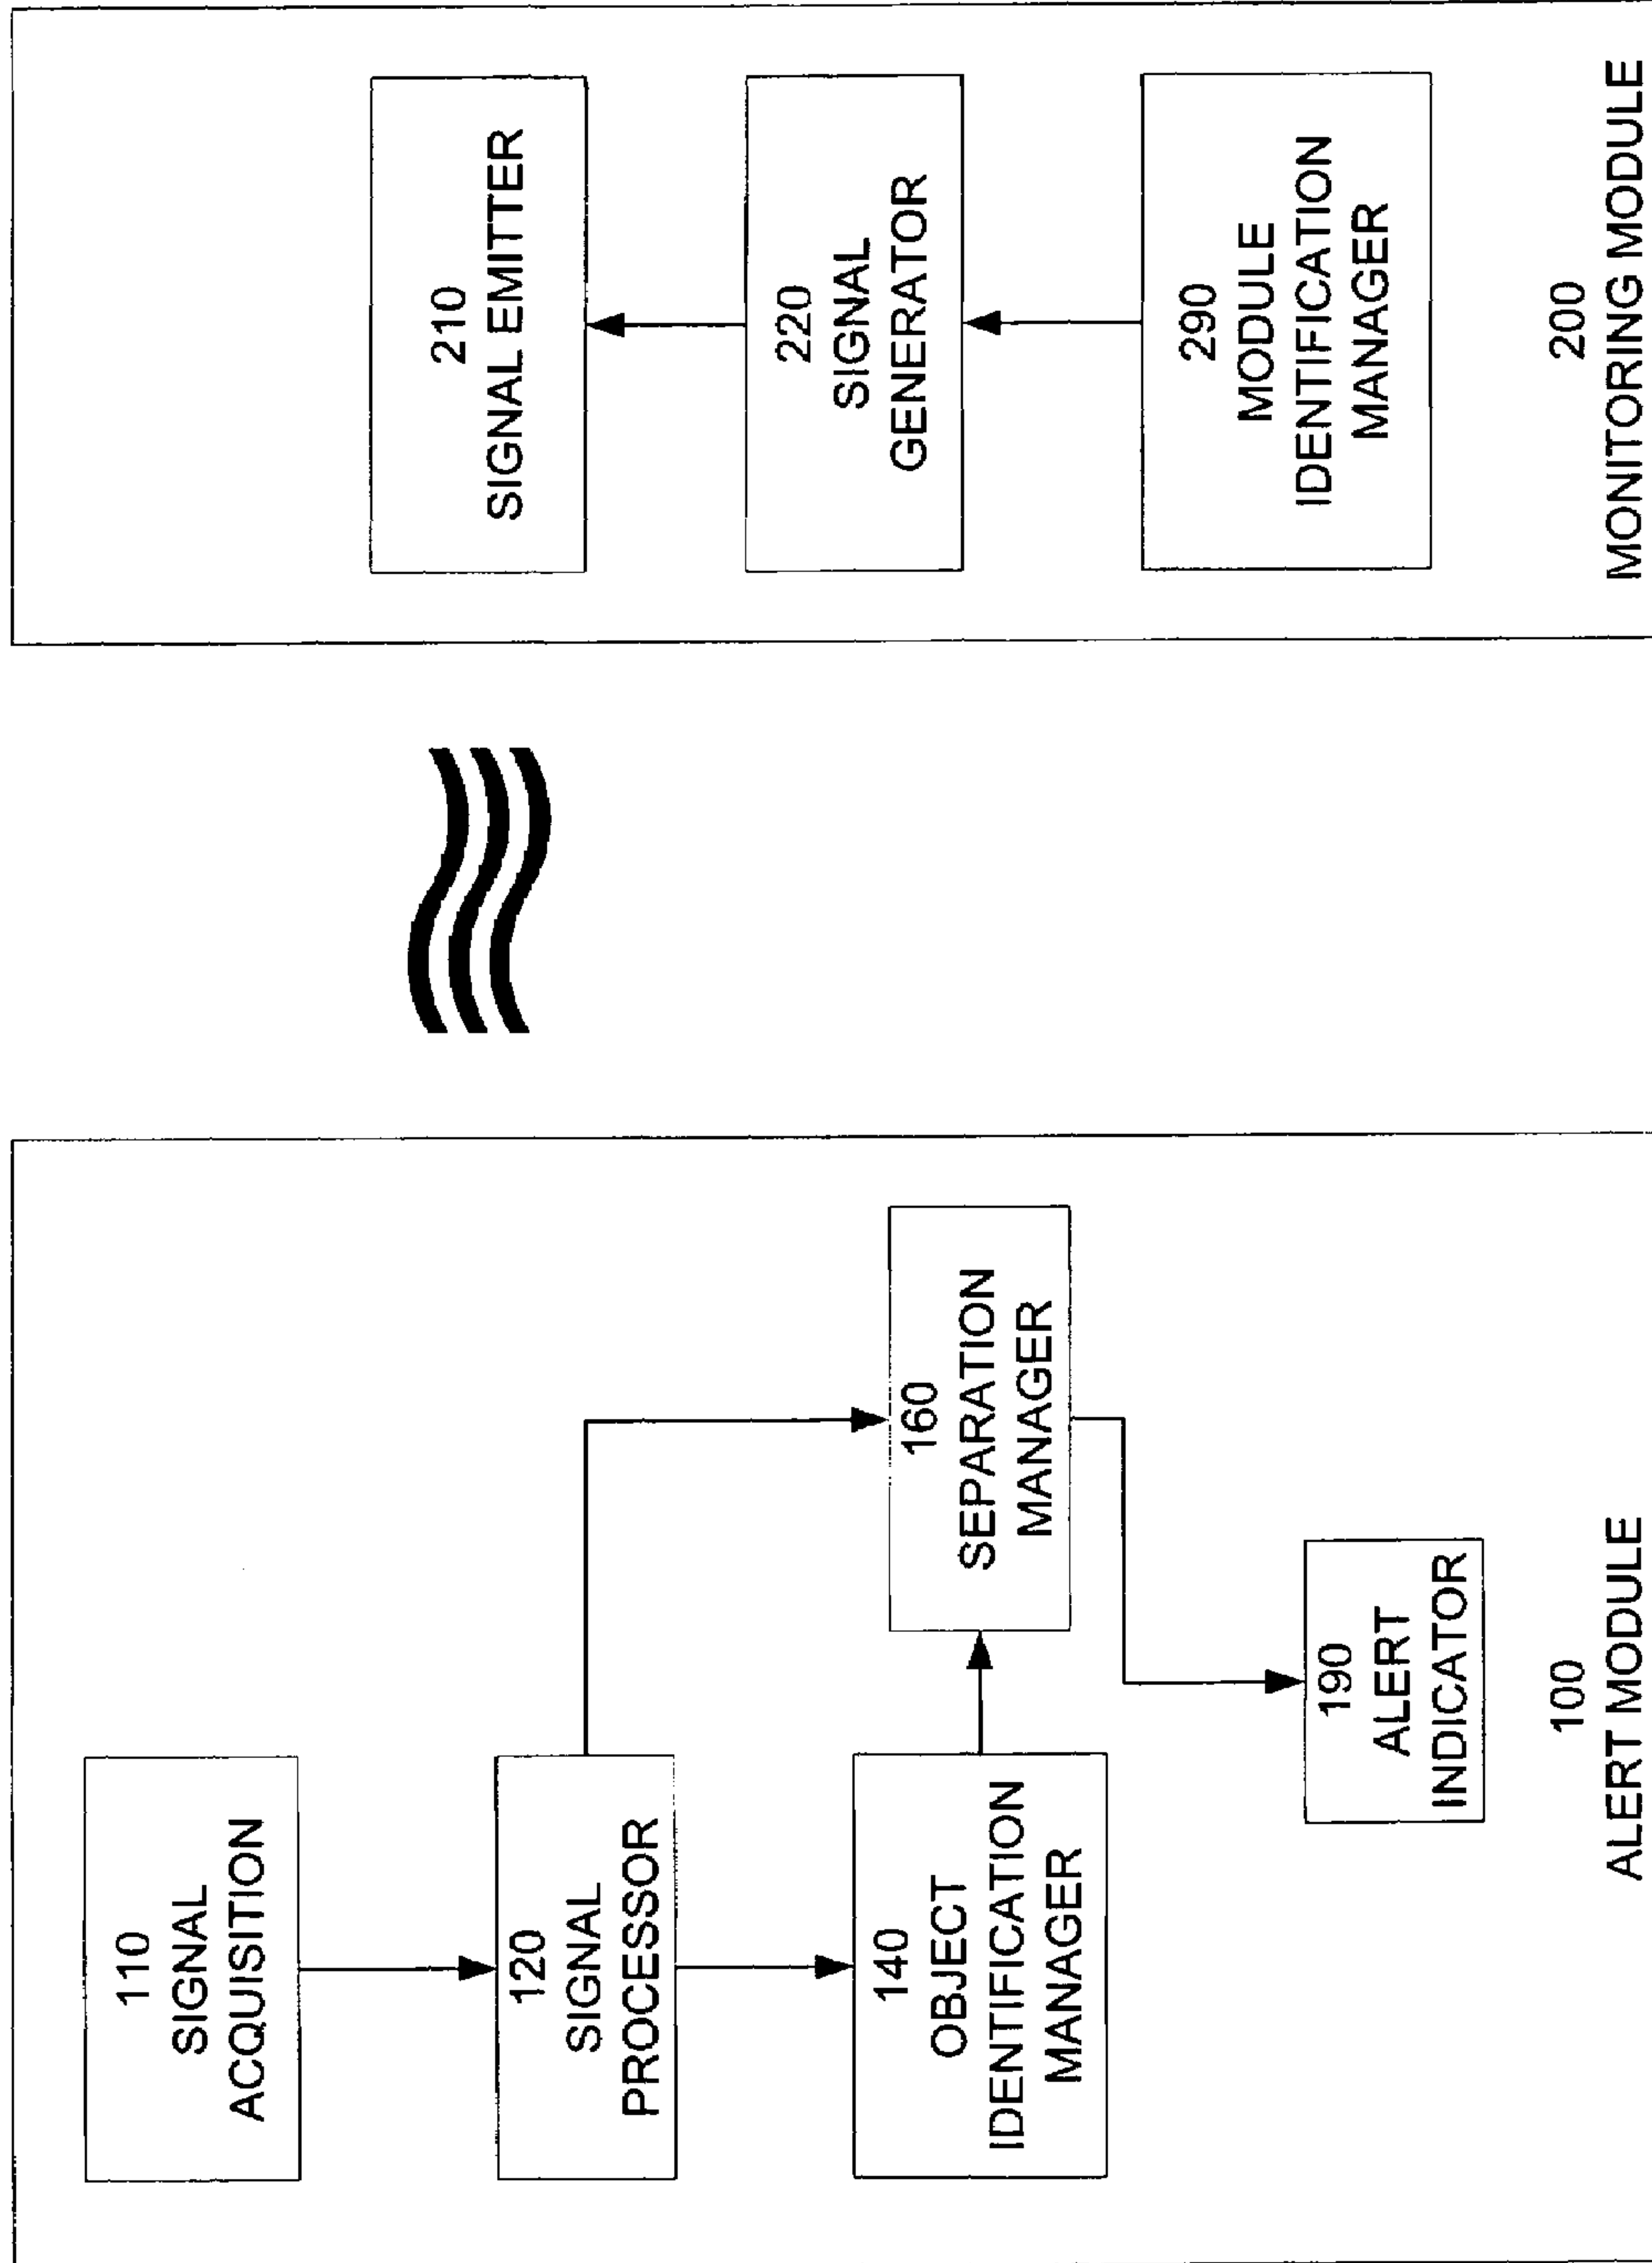 110
SIGNAL
ACQUISITION
120
SIGNAL
PROCESSOR
140
OBJECT
IDENTIFICATION
MANAGER
160
SEPARATION
MANAGER
190
ALERT
INDICATOR
100
ALERT MODULE
210
SIGNAL EMITTER
220
SIGNAL
GENERATOR
290
MODULE
IDENTIFICATION
MANAGER
200
MONITORING MODULE